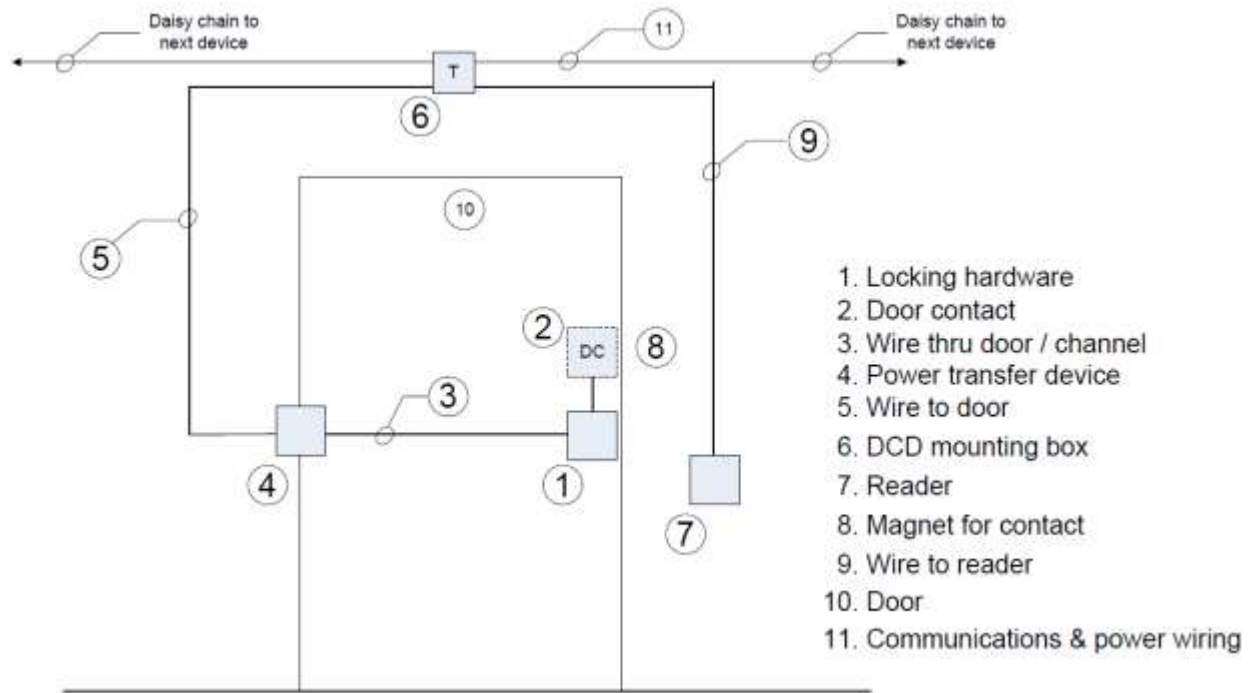 Daisy chain to
next device
11
Daisy chain to
next device
T
6
9
10
5
2
DC
8
3
4
1
7
1. Locking hardware
2. Door contact
3. Wire thru door / channel
4. Power transfer device
5. Wire to door
6. DCD mounting box
7. Reader
8. Magnet for contact
9. Wire to reader
10. Door
11. Communications & power wiring